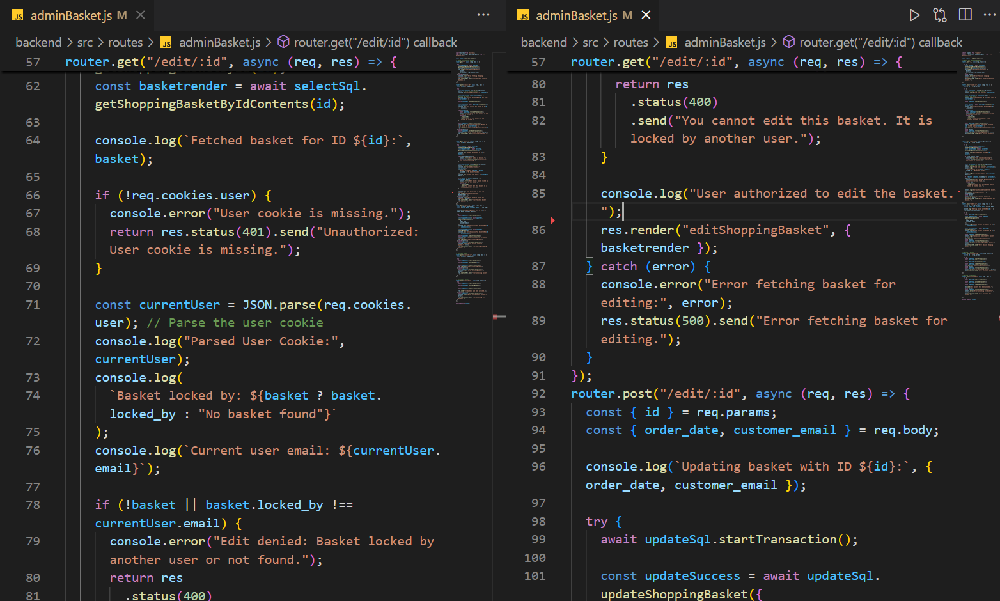 JS adminBasket.js M
backend > src > routes > JS adminBasket.js > router.get("/edit/:id") callback
57 router.get("/edit/:id", async (req, res) => {
62 const basketrender = await selectSql.
getShoppingBasketByIdContents(id);
63
64 console.log(`Fetched basket for ID ${id}:`,
basket);
65
66 if (!req.cookies.user) {
67 console.error("User cookie is missing.");
68 return res.status(401).send("Unauthorized:
User cookie is missing.");
69 }
70
71 const currentUser = JSON.parse(req.cookies.
user); // Parse the user cookie
72 console.log("Parsed User Cookie:",
currentUser);
73 console.log(
74 `Basket locked by: ${basket ? basket.
locked_by : "No basket found"}`
75 );
76 console.log(`Current user email: ${currentUser.
email}`);
77
78 if (!basket || basket.locked_by !==
currentUser.email) {
79 console.error("Edit denied: Basket locked by
another user or not found.");
80 return res
81 .status(400)
JS adminBasket.js M
backend > src > routes > JS adminBasket.js > router.get("/edit/:id") callback
57 router.get("/edit/:id", async (req, res) => {
80 return res
81 .status(400)
82 .send("You cannot edit this basket. It is
locked by another user.");
83 }
84
85 console.log("User authorized to edit the basket.
");
86 res.render("editShoppingBasket", {
basketrender });
87 } catch (error) {
88 console.error("Error fetching basket for
editing:", error);
89 res.status(500).send("Error fetching basket for
editing.");
90 }
91 });
92 router.post("/edit/:id", async (req, res) => {
93 const { id } = req.params;
94 const { order_date, customer_email } = req.body;
95
96 console.log(`Updating basket with ID ${id}:`, {
order_date, customer_email });
97
98 try {
99 await updateSql.startTransaction();
100
101 const updateSuccess = await updateSql.
updateShoppingBasket({